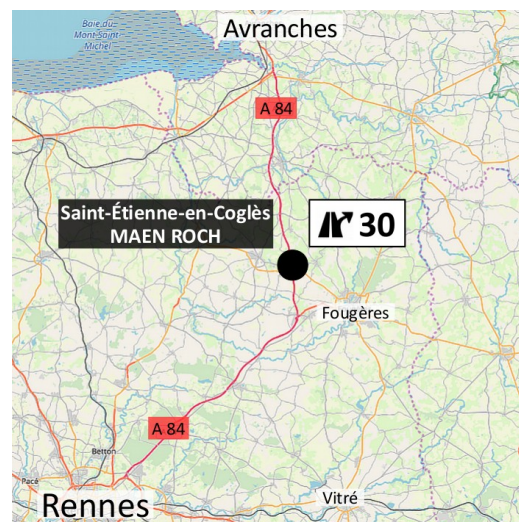 Baie du
Mont-Saint
Michel
Avranches
A 84
Saint-Étienne-en-Coglès
MAEN ROCH
30
Fougères
A 84
Betton
Pacé
Rennes
Vitré